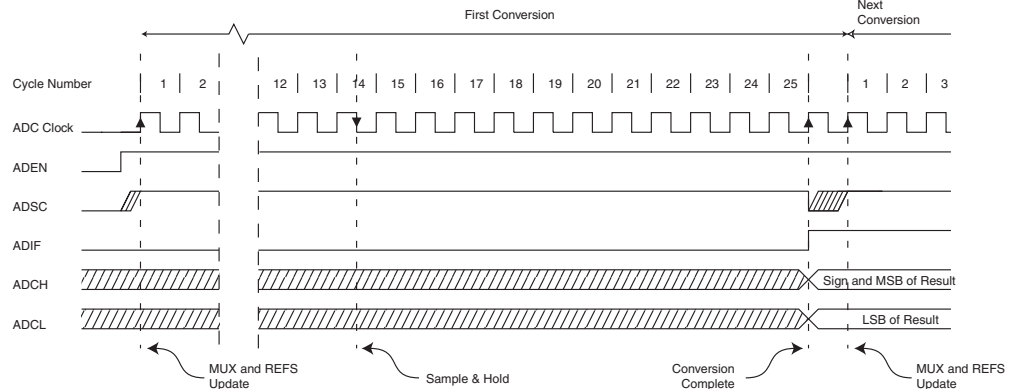 First Conversion
Next
Conversion
Cycle Number 1 2 12 13 14 15 16 17 18 19 20 21 22 23 24 25 1 2 3
ADC Clock
ADEN
ADSC
ADIF
ADCH
Sign and MSB of Result
ADCL
LSB of Result
MUX and REFS
Update
Sample & Hold
Conversion
Complete
MUX and REFS
Update